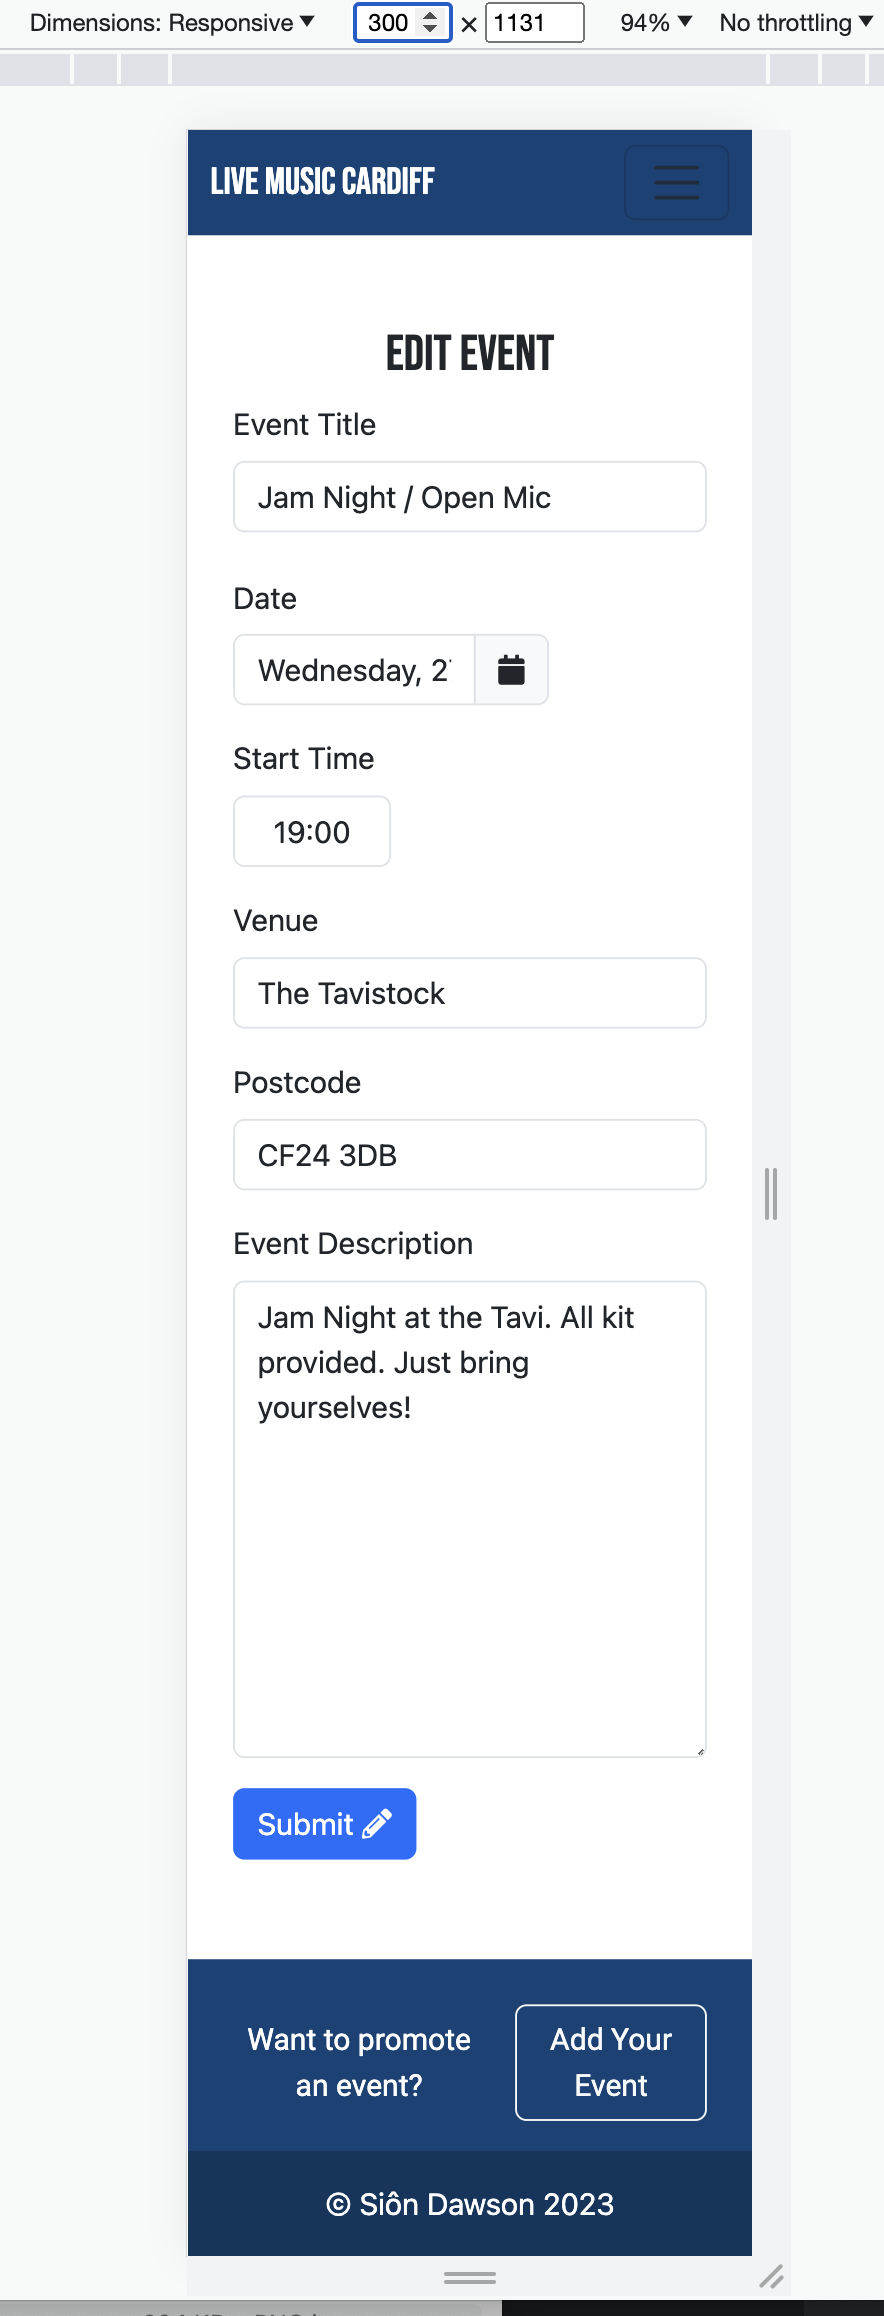 Dimensions: Responsive 300 × 1131 94% No throttling
LIVE MUSIC CARDIFF
EDIT EVENT
Event Title
Jam Night / Open Mic
Date
Wednesday, 2
Start Time
19:00
Venue
The Tavistock
Postcode
CF24 3DB
Event Description
Jam Night at the Tavi. All kit
provided. Just bring
yourselves!
Submit
Want to promote
an event?
Add Your
Event
© Siôn Dawson 2023